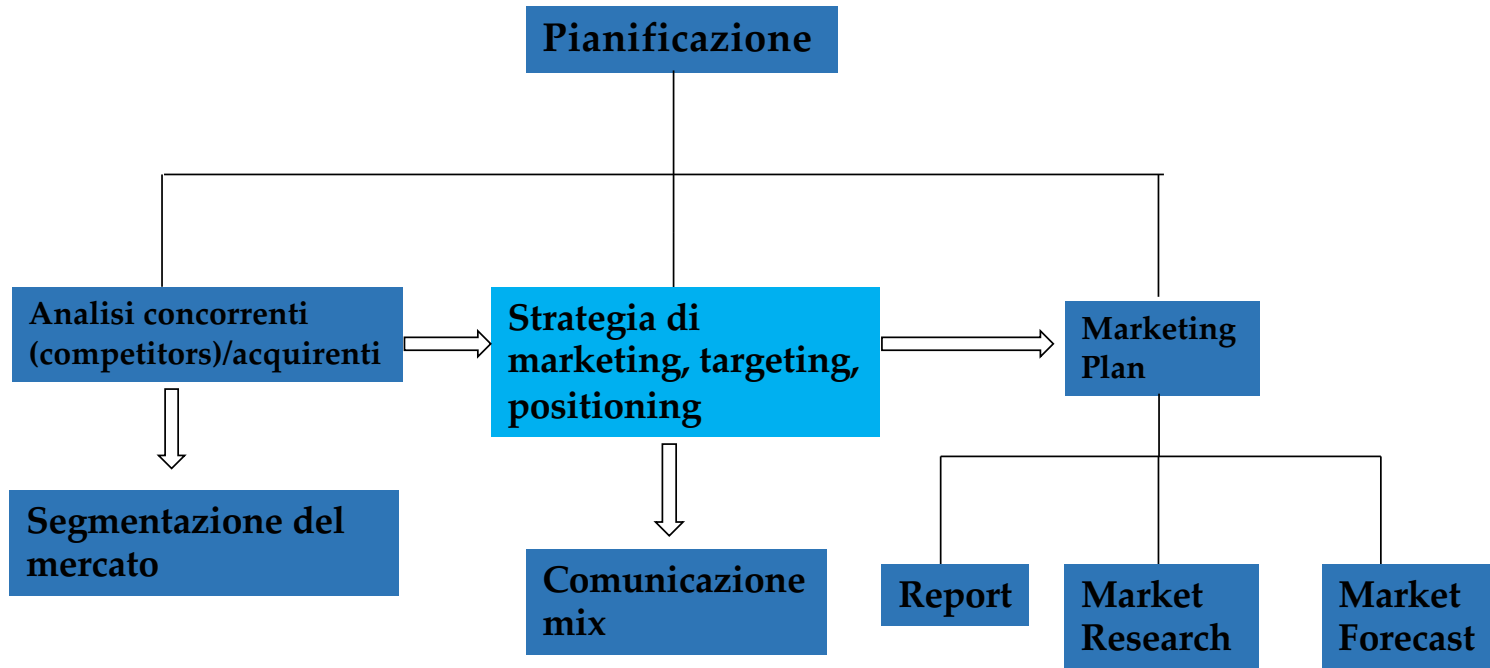 Pianificazione
Analisi concorrenti
(competitors)/acquirenti
Strategia di
marketing, targeting,
positioning
Marketing
Plan
Segmentazione del
mercato
Comunicazione
mix
Report
Market
Research
Market
Forecast